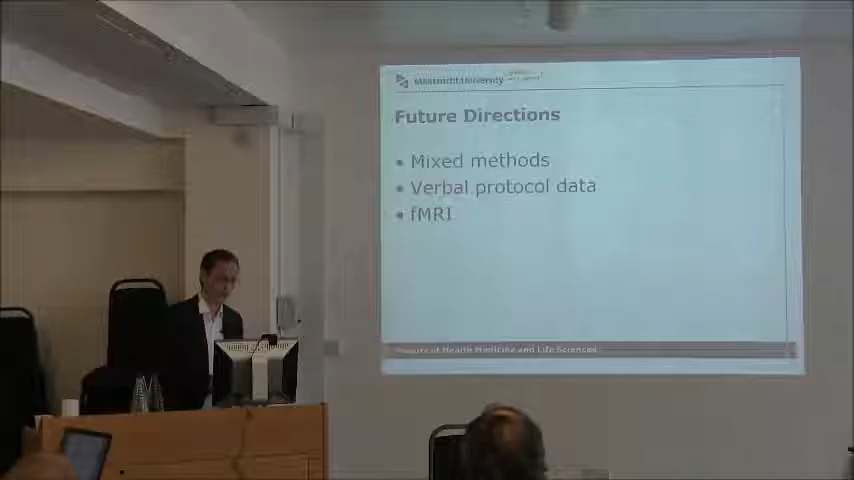 Maastricht University
Future Directions
• Mixed methods
• Verbal protocol data
• fMRI
Faculty of Health Medicine and Life Sciences